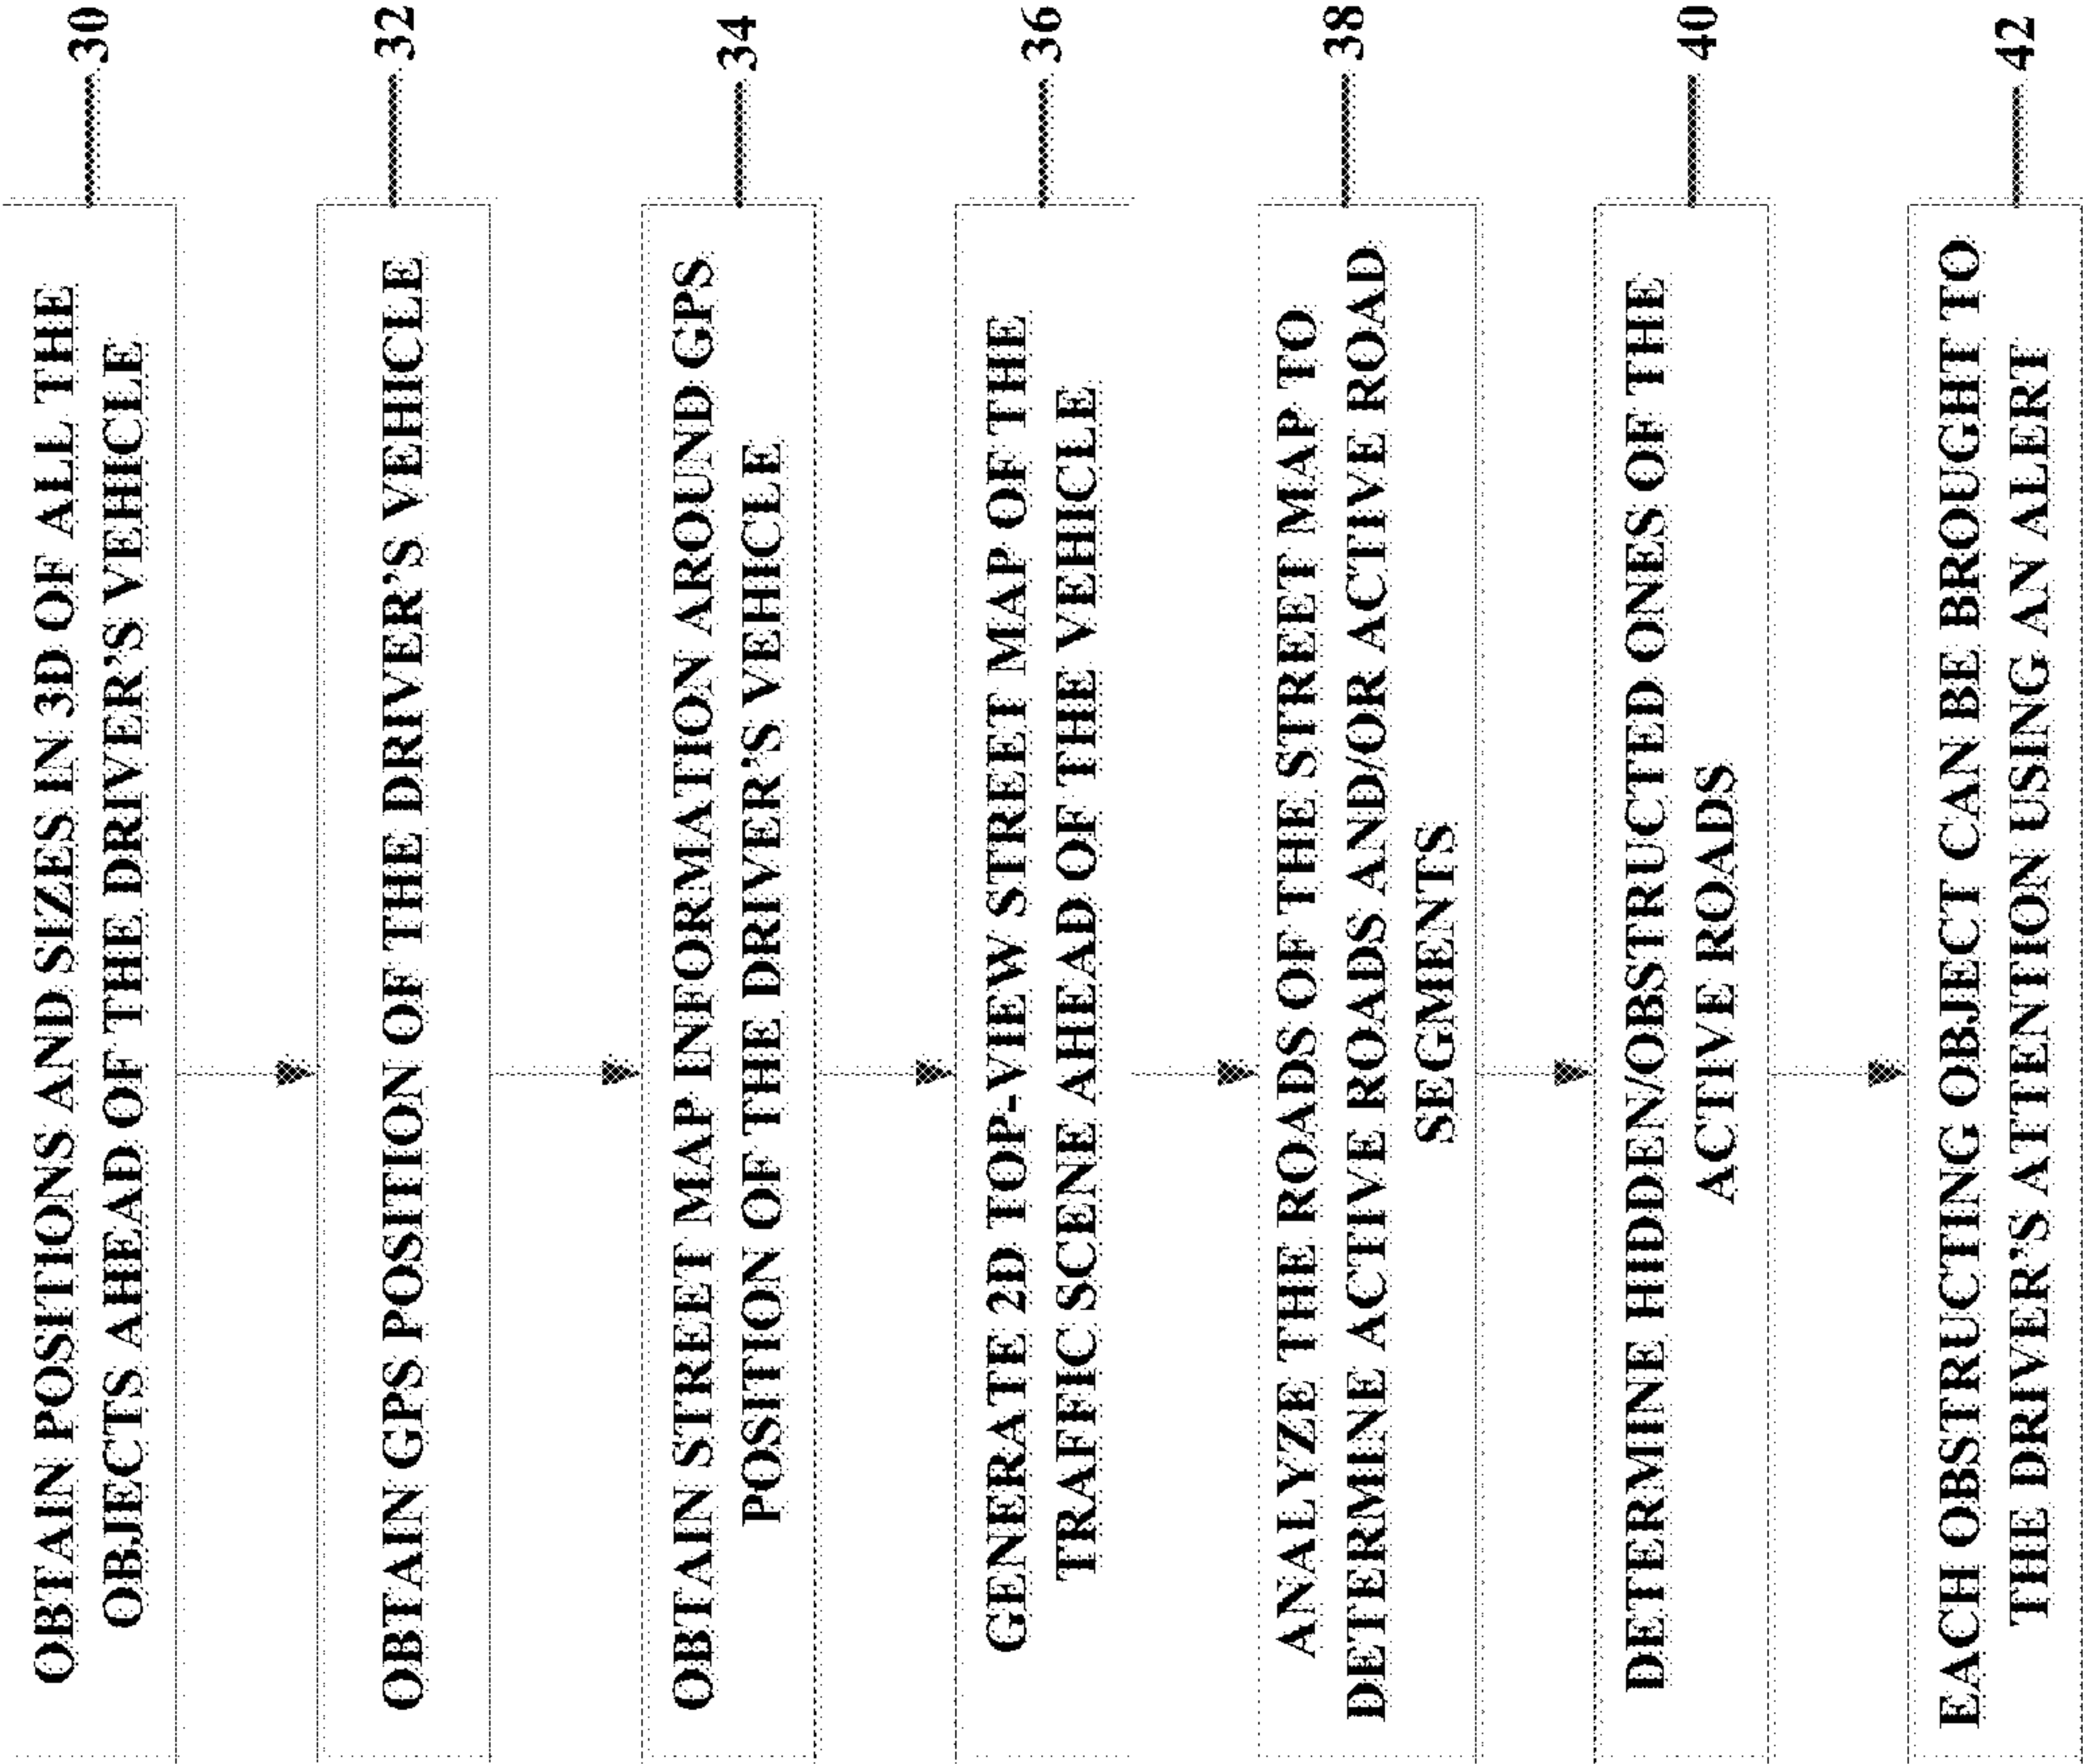 OBTAIN POSITIONS AND SIZES IN 3D OF ALL THE
OBJECTS AHEAD OF THE DRIVER'S VEHICLE
30
OBTAIN GPS POSITION OF THE DRIVER'S VEHICLE
32
OBTAIN STREET MAP INFORMATION AROUND GPS
POSITION OF THE DRIVER'S VEHICLE
34
GENERATE 2D TOP-VIEW STREET MAP OF THE
TRAFFIC SCENE AHEAD OF THE VEHICLE
36
ANALYZE THE ROADS OF THE STREET MAP TO
DETERMINE ACTIVE ROADS AND/OR ACTIVE ROAD
SEGMENTS
38
DETERMINE HIDDEN/OBSTRUCTED ONES OF THE
ACTIVE ROADS
40
EACH OBSTRUCTING OBJECT CAN BE BROUGHT TO
THE DRIVER'S ATTENTION USING AN ALERT
42